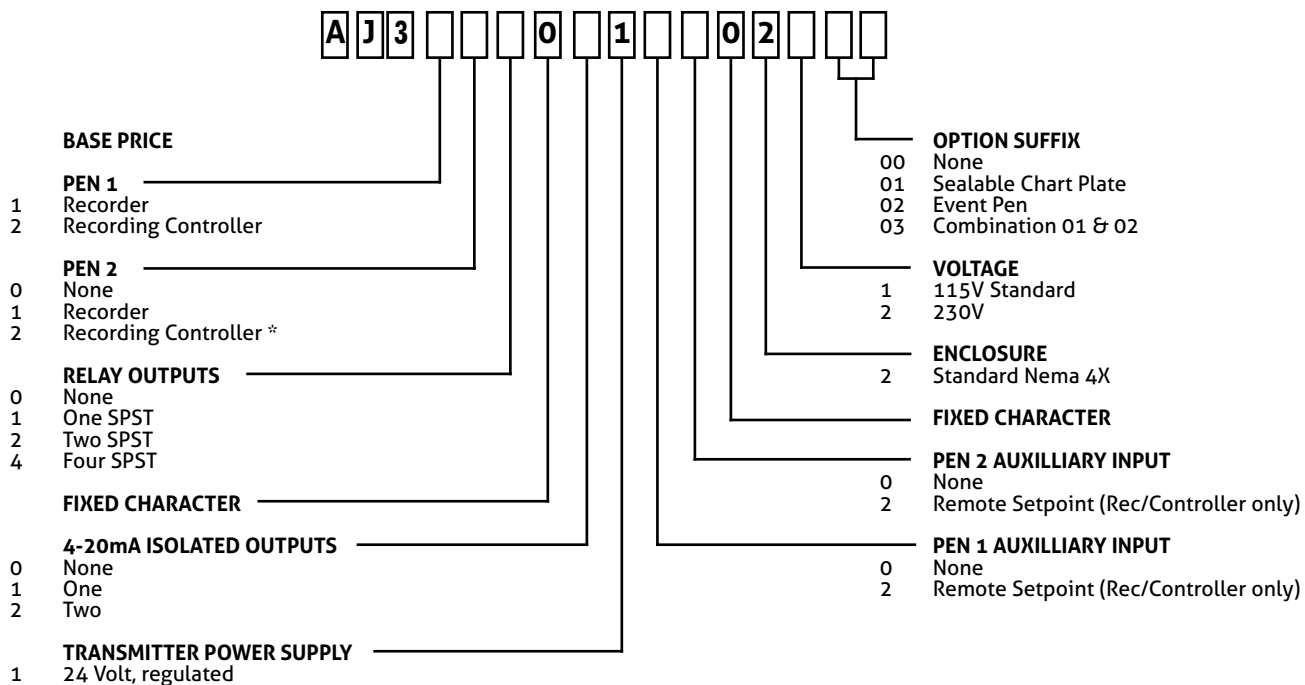 A J 3 0 1 0 2
BASE PRICE
PEN 1
1 Recorder
2 Recording Controller
PEN 2
0 None
1 Recorder
2 Recording Controller *
RELAY OUTPUTS
0 None
1 One SPST
2 Two SPST
4 Four SPST
FIXED CHARACTER
4-20mA ISOLATED OUTPUTS
0 None
1 One
2 Two
TRANSMITTER POWER SUPPLY
1 24 Volt, regulated
OPTION SUFFIX
00 None
01 Sealable Chart Plate
02 Event Pen
03 Combination 01 & 02
VOLTAGE
1 115V Standard
2 230V
ENCLOSURE
2 Standard Nema 4X
FIXED CHARACTER
PEN 2 AUXILLIARY INPUT
0 None
2 Remote Setpoint (Rec/Controller only)
PEN 1 AUXILLIARY INPUT
0 None
2 Remote Setpoint (Rec/Controller only)